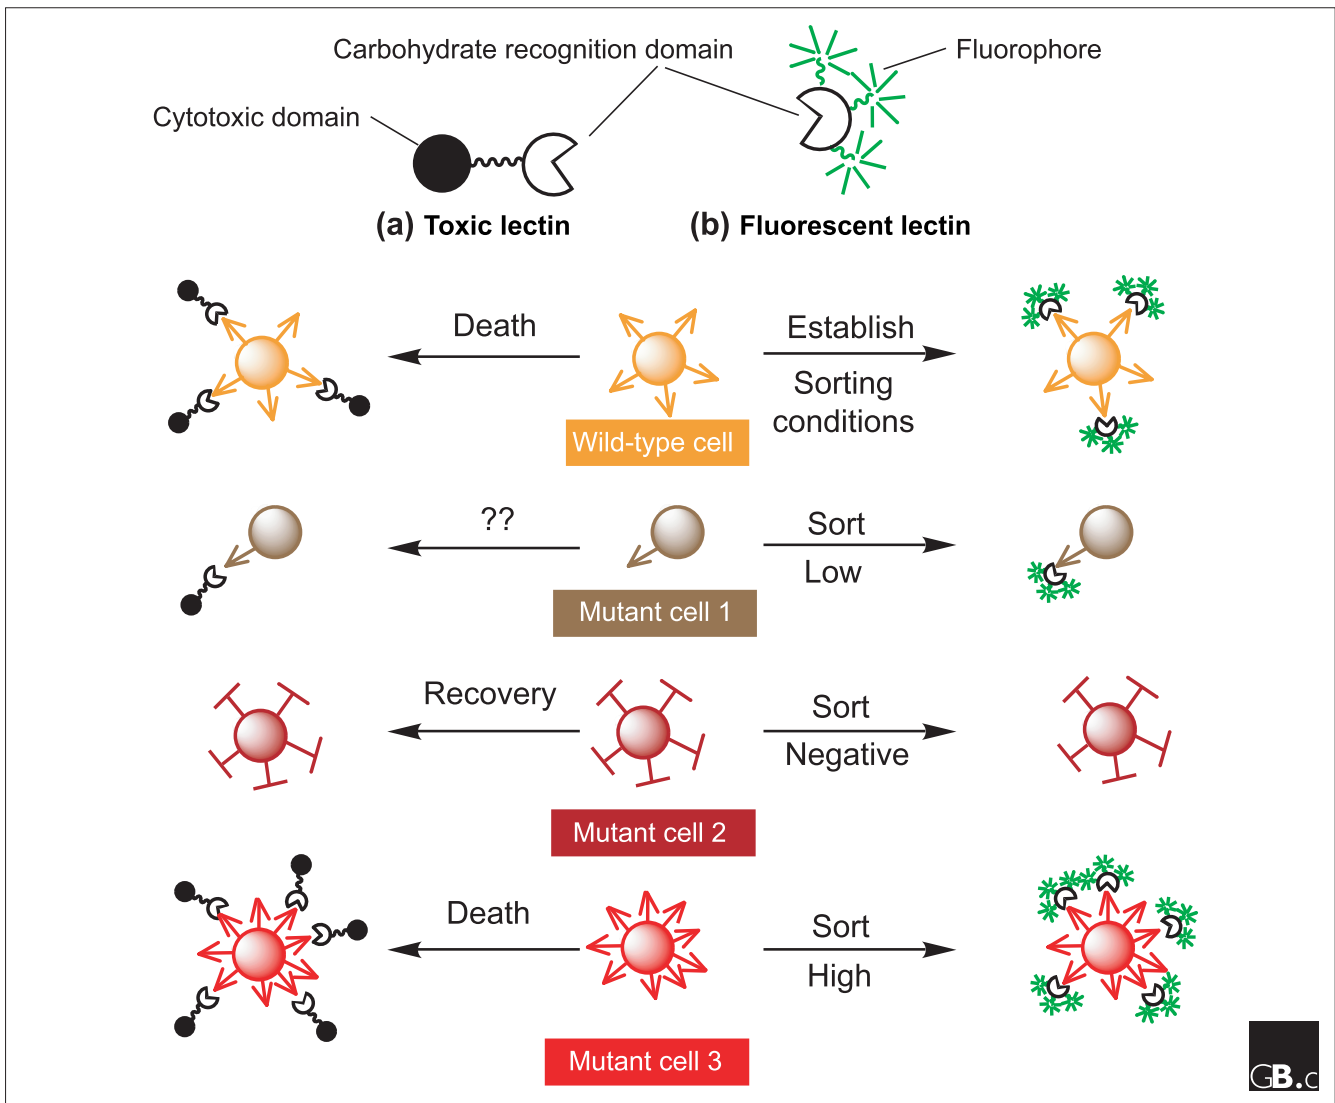 Carbohydrate recognition domain
Fluorophore
Cytotoxic domain
(a) Toxic lectin
(b) Fluorescent lectin
Death
Establish
Sorting
conditions
Wild-type cell
??
Sort
Low
Mutant cell 1
Recovery
Sort
Negative
Mutant cell 2
Death
Sort
High
Mutant cell 3
GB.c